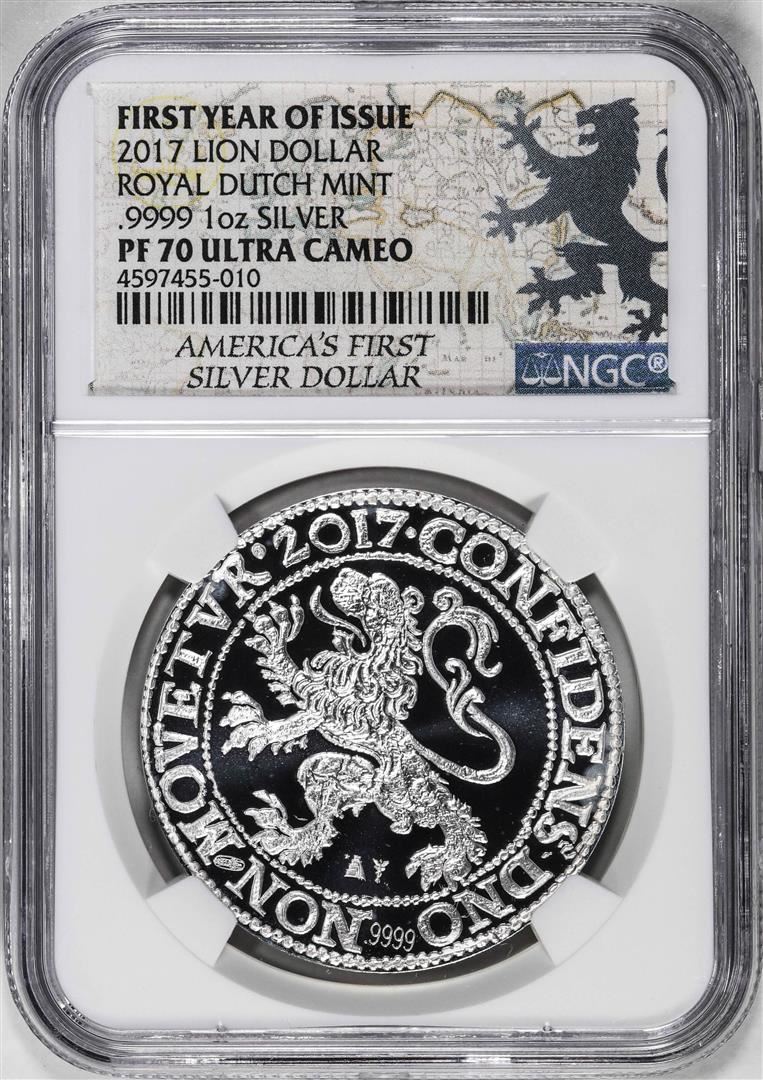 FIRST YEAR OF ISSUE
2017 LION DOLLAR
ROYAL DUTCH MINT
.9999 1oz SILVER
PF 70 ULTRA CAMEO
4597455-010
AMERICA'S FIRST
SILVER DOLLAR
NGC®
·2017·CONFIDENS·DNO·NON·MOVETVR
.9999